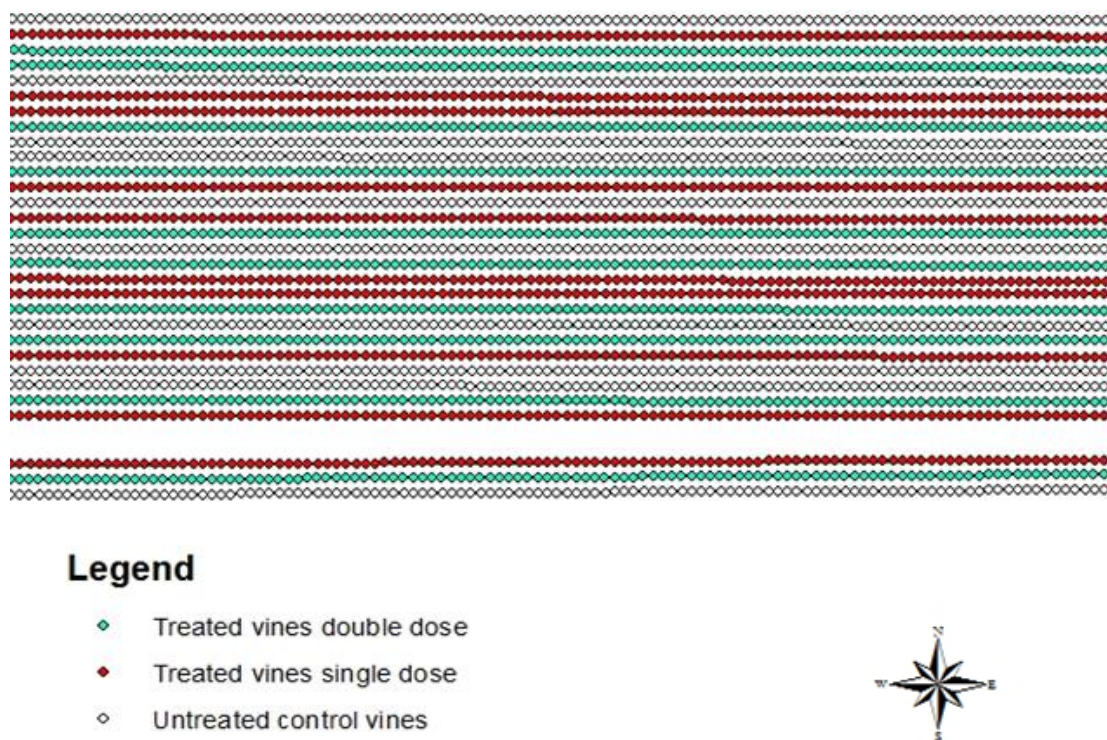 Legend
Treated vines double dose
Treated vines single dose
Untreated control vines
N
W E
S